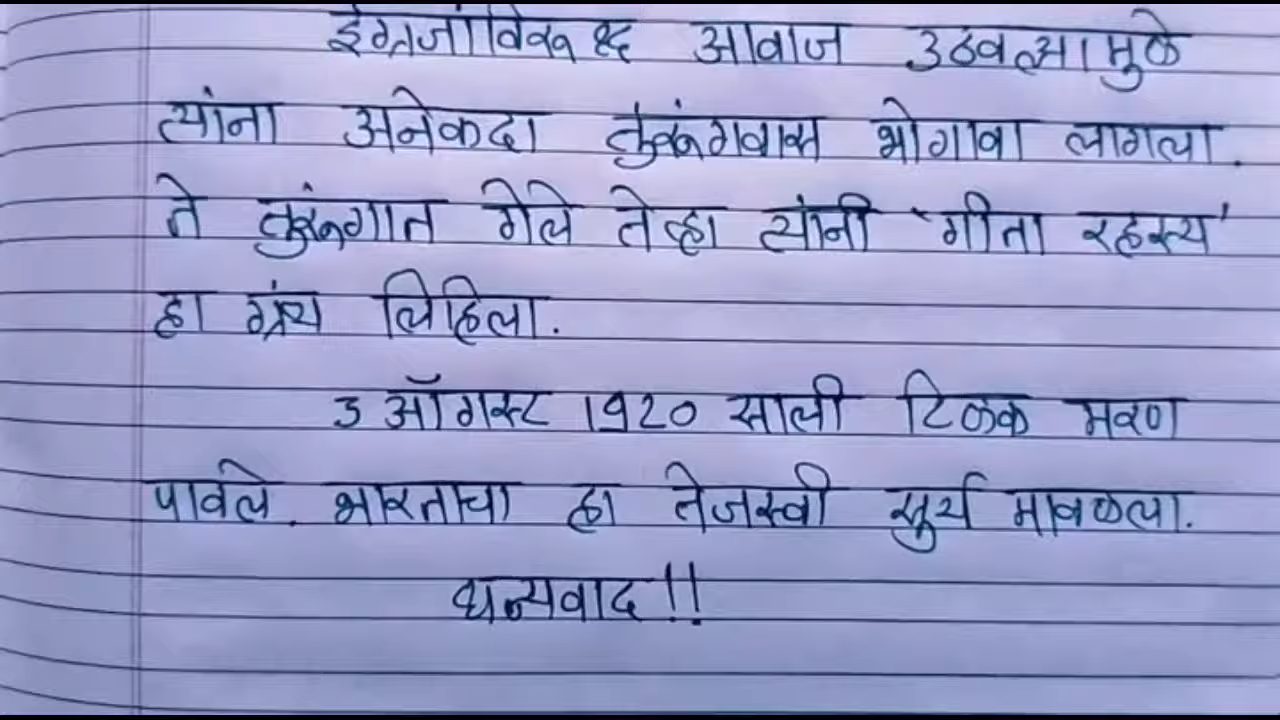 इंग्रजांविरुद्ध आवाज उठवल्यामुळे
त्यांना अनेकदा तुरुंगवास भोगावा लागला.
ते तुरुंगात गेले तेव्हा त्यांनी 'गीता रहस्य'
हा ग्रंथ लिहिला.
3 ऑगस्ट 1920 साली टिळक मरण
पावले. भारताचा हा तेजस्वी सुर्य मावळला.
धन्यवाद!!